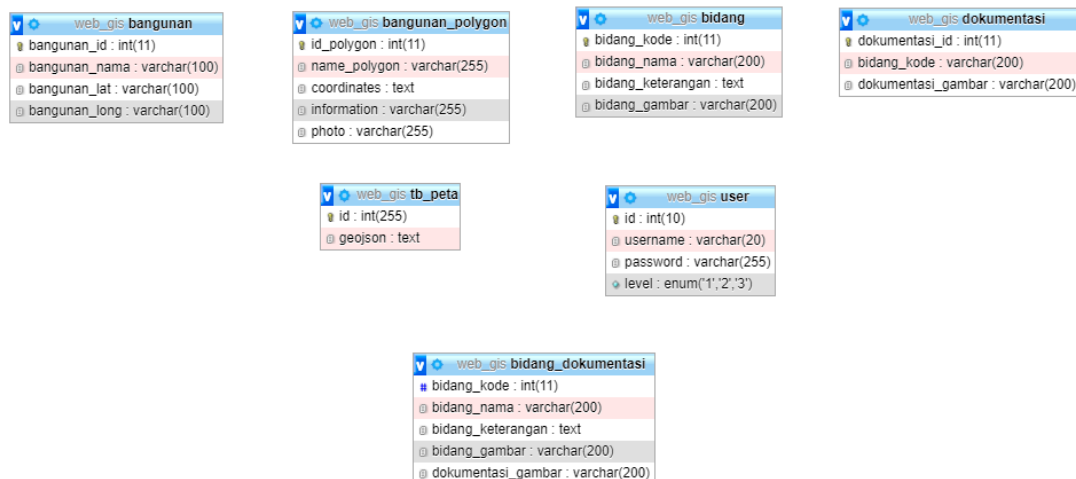 web_gis bangunan
bangunan_id : int(11)
bangunan_nama : varchar(100)
bangunan_lat : varchar(100)
bangunan_long : varchar(100)
web_gis bangunan_polygon
id_polygon : int(11)
name_polygon : varchar(255)
coordinates : text
information : varchar(255)
photo : varchar(255)
web_gis bidang
bidang_kode : int(11)
bidang_nama : varchar(200)
bidang_keterangan : text
bidang_gambar : varchar(200)
web_gis dokumentasi
dokumentasi_id : int(11)
bidang_kode : varchar(200)
dokumentasi_gambar : varchar(200)
web_gis tb_peta
id : int(255)
geojson : text
web_gis user
id : int(10)
username : varchar(20)
password : varchar(255)
level : enum('1','2','3')
web_gis bidang_dokumentasi
# bidang_kode : int(11)
bidang_nama : varchar(200)
bidang_keterangan : text
bidang_gambar : varchar(200)
dokumentasi_gambar : varchar(200)